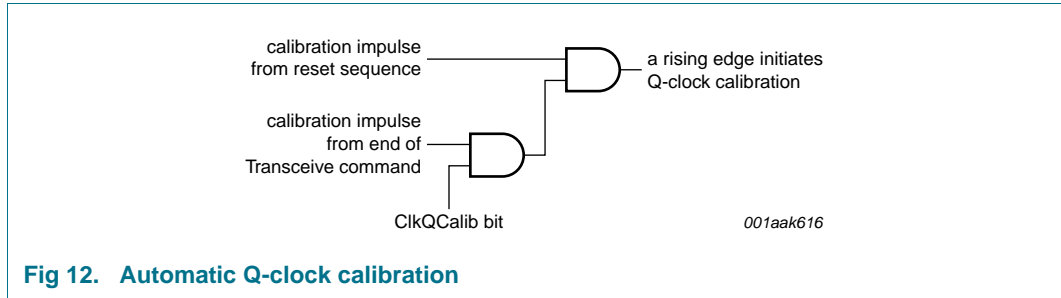 calibration impulse
from reset sequence
a rising edge initiates
Q-clock calibration
calibration impulse
from end of
Transceive command
ClkQCalib bit
001aak616
Fig 12. Automatic Q-clock calibration